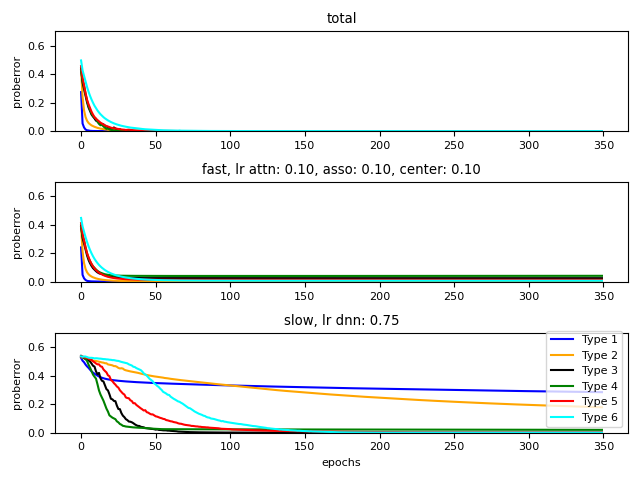 total
0.6
0.4
0.2
0.0
proberror
0 50 100 150 200 250 300 350
fast, lr attn: 0.10, asso: 0.10, center: 0.10
0.6
0.4
0.2
0.0
proberror
0 50 100 150 200 250 300 350
slow, lr dnn: 0.75
0.6
0.4
0.2
0.0
proberror
Type 1
Type 2
Type 3
Type 4
Type 5
Type 6
0 50 100 150 200 250 300 350
epochs